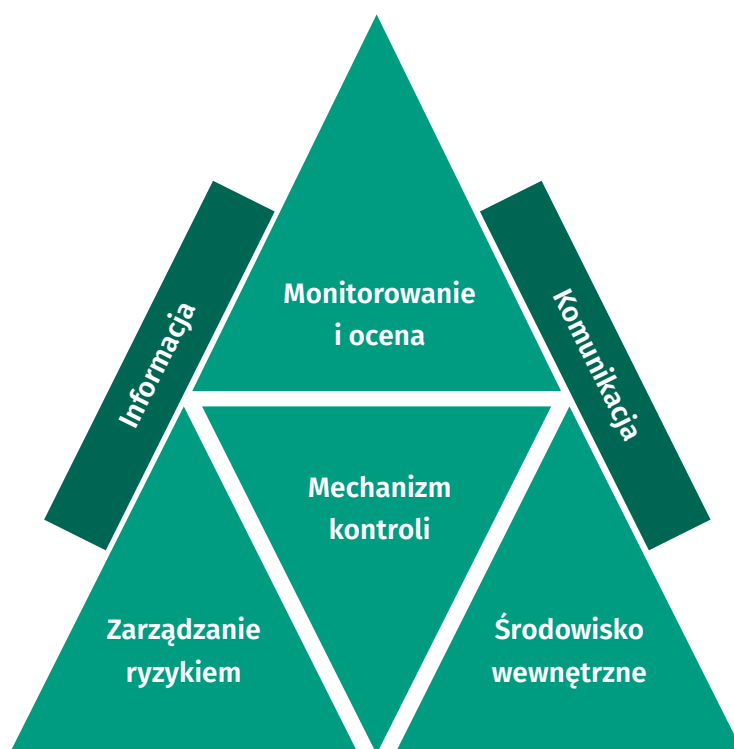 Informacja
Monitorowanie
i ocena
Komunikacja
Mechanizm
kontroli
Zarządzanie
ryzykiem
Środowisko
wewnętrzne